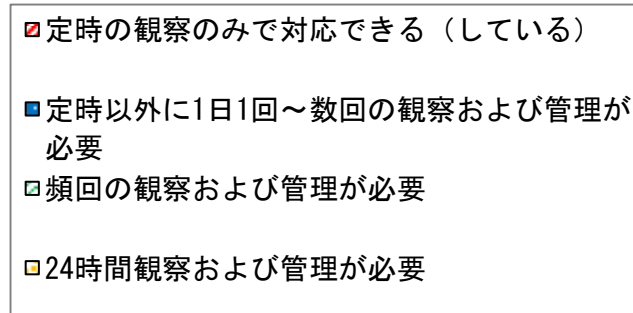 定時の観察のみで対応できる（している）
定時以外に1日1回～数回の観察および管理が
必要
頻回の観察および管理が必要
24時間観察および管理が必要